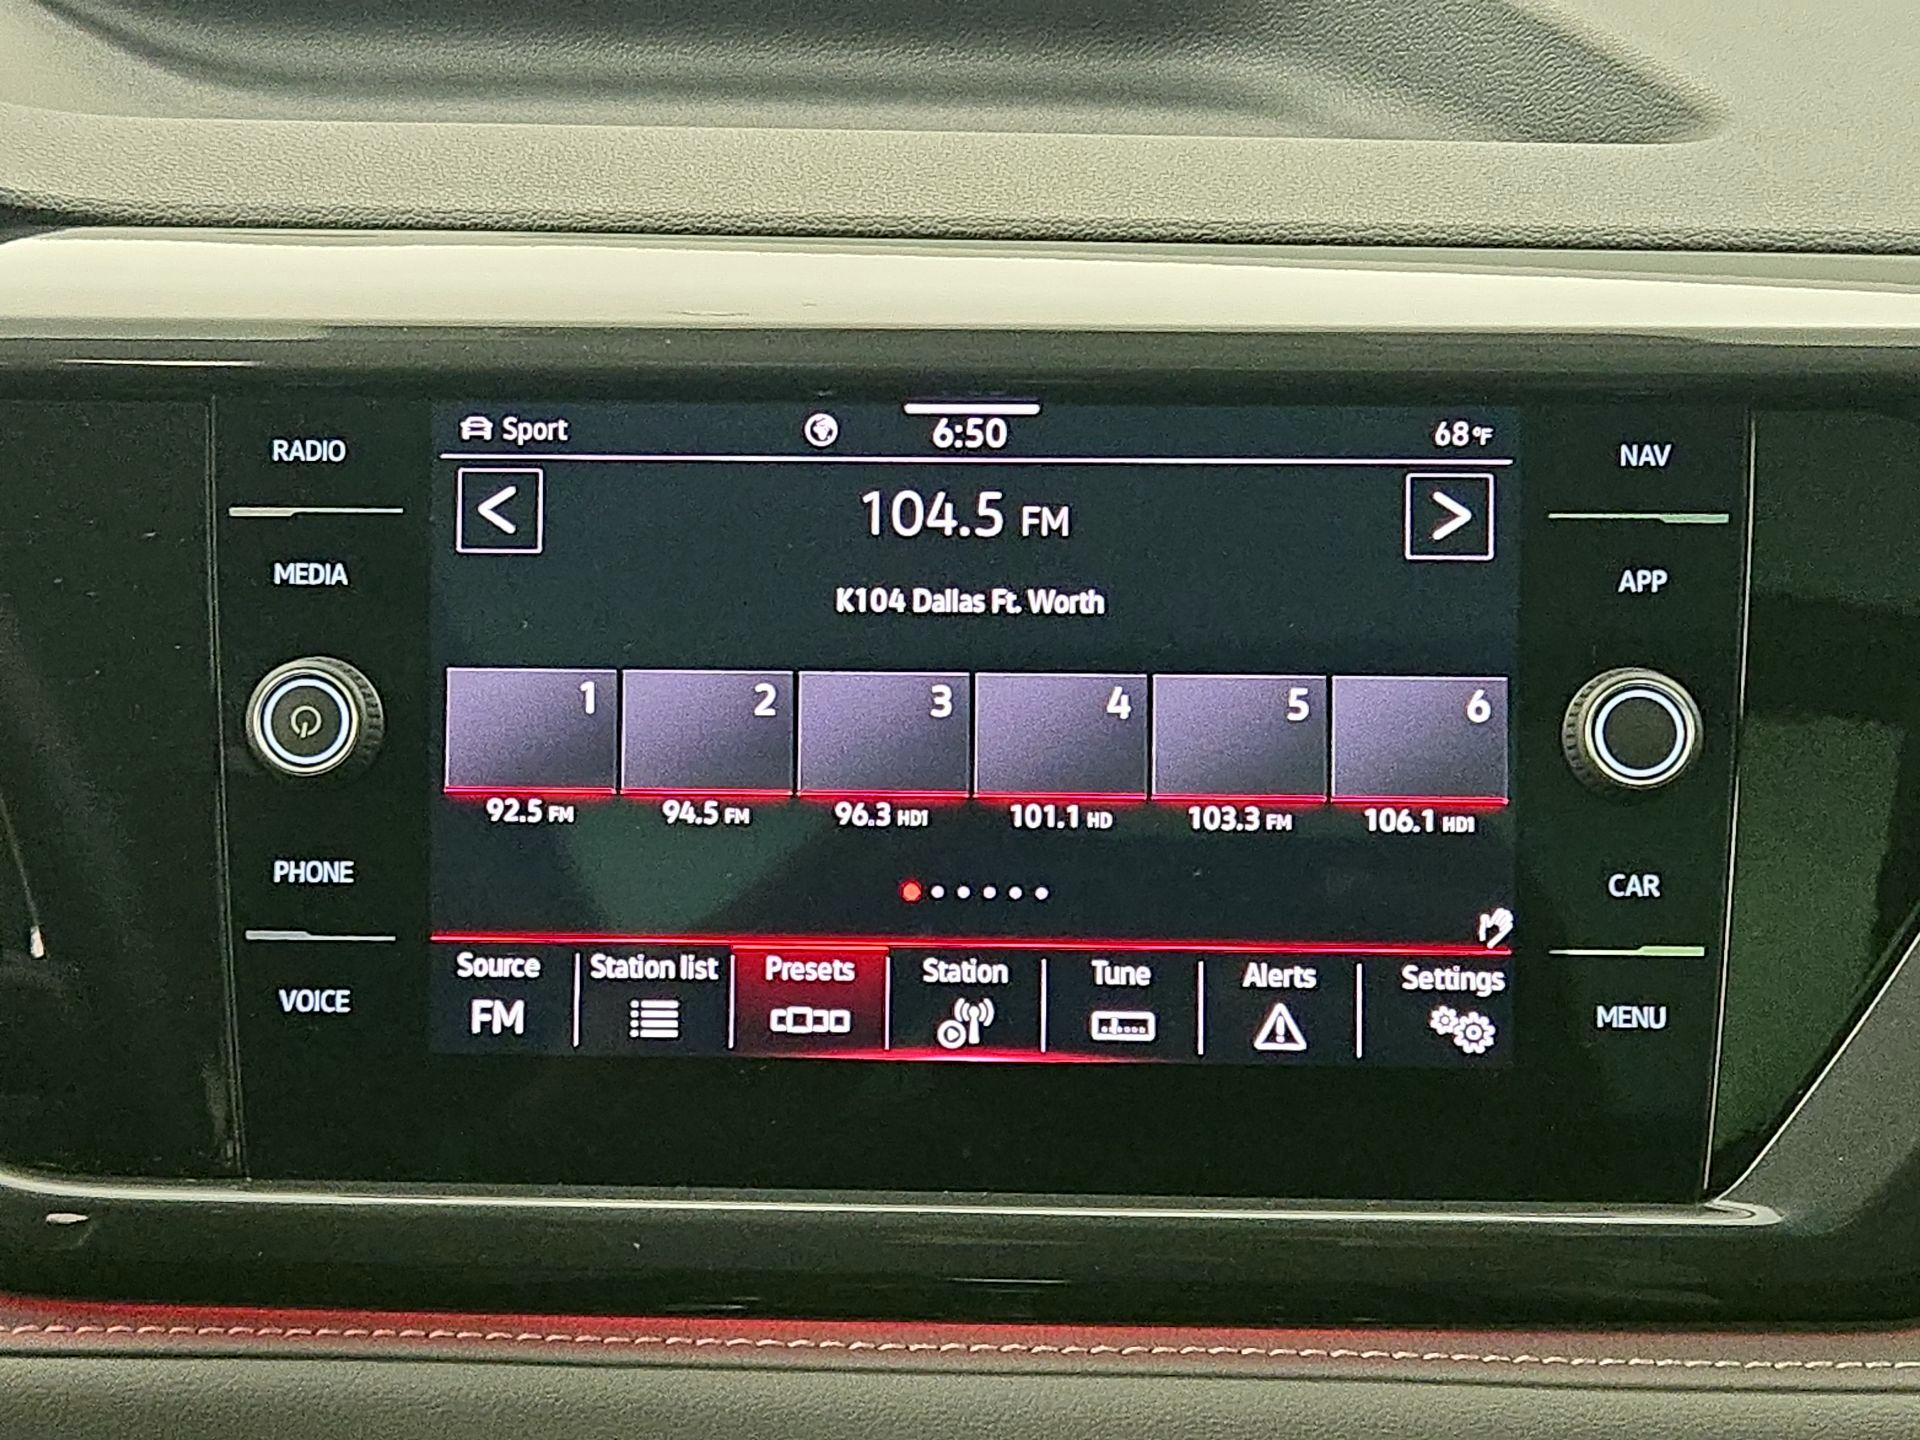 RADIO
MEDIA
PHONE
VOICE
Sport 6:50 68°F
< 104.5 FM >
K104 Dallas Ft. Worth
1 2 3 4 5 6
92.5 FM 94.5 FM 96.3 HD1 101.1 HD 103.3 FM 106.1 HD1
Source Station list Presets Station Tune Alerts Settings
FM
NAV
APP
CAR
MENU